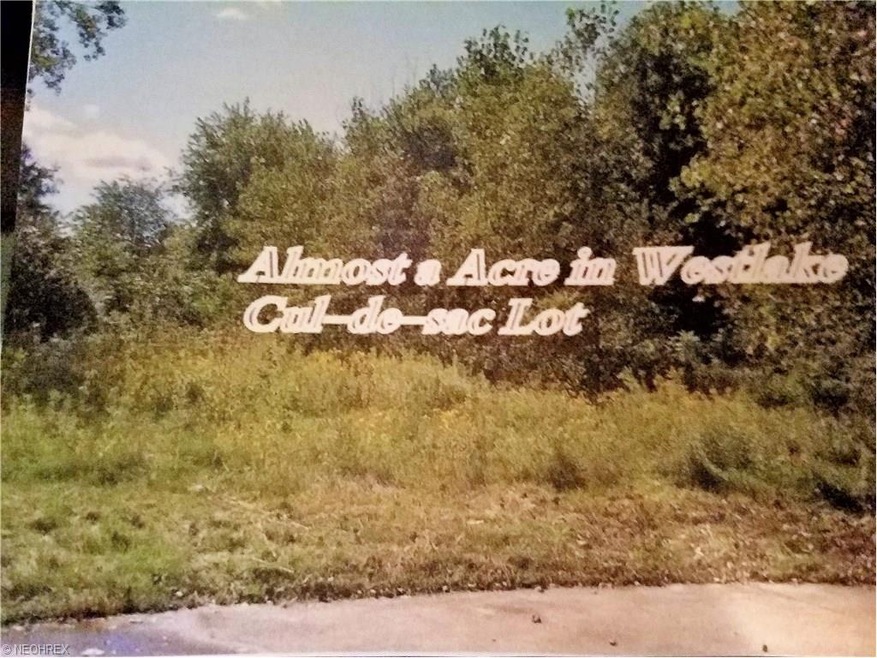 Almost a Acre in Westlake
Cul-de-sac Lot
© NEOHREX